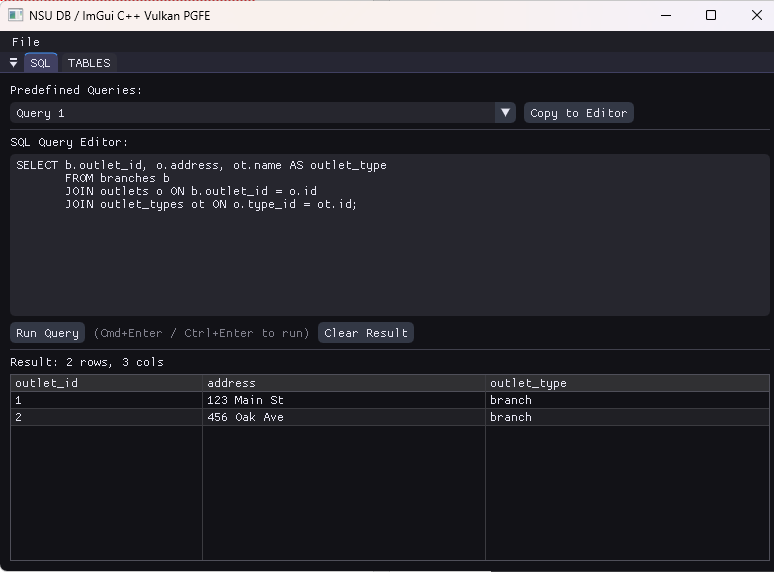 NSU DB / ImGui C++ Vulkan PGFE
File
SQL TABLES
Predefined Queries:
Query 1 Copy to Editor
SQL Query Editor:
SELECT b.outlet_id, o.address, ot.name AS outlet_type
FROM branches b
JOIN outlets o ON b.outlet_id = o.id
JOIN outlet_types ot ON o.type_id = ot.id;
Run Query (Cmd+Enter / Ctrl+Enter to run) Clear Result
Result: 2 rows, 3 cols
outlet_id address outlet_type
1 123 Main St branch
2 456 Oak Ave branch